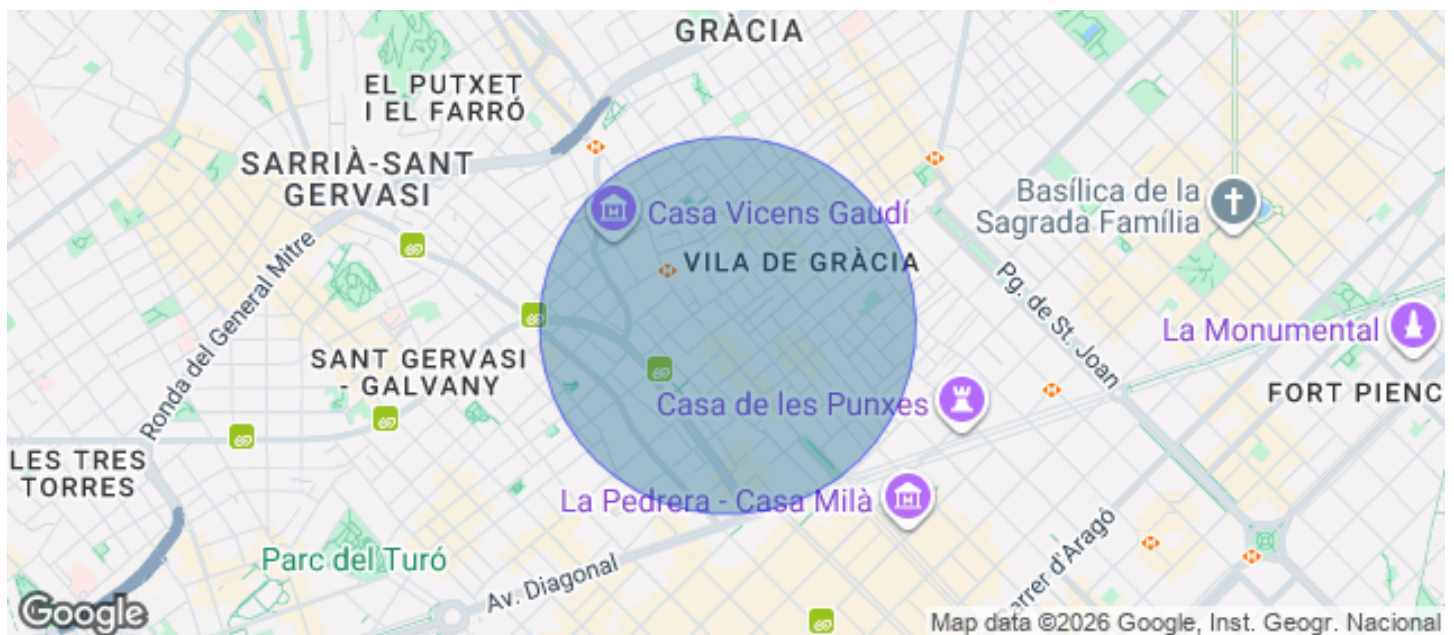 GRÀCIA
EL PUTXET
I EL FARRÓ
SARRIÀ-SANT
GERVASI
Casa Vicens Gaudí
Basílica de la
Sagrada Família
VILA DE GRÀCIA
Ronda del General Mitre
Pg. de St. Joan
La Monumental
SANT GERVASI
- GALVANY
Casa de les Punxes
FORT PIENC
LES TRES
TORRES
La Pedrera - Casa Milà
Parc del Turó
Av. Diagonal
Carrer d'Aragó
Google
Map data ©2026 Google, Inst. Geogr. Nacional